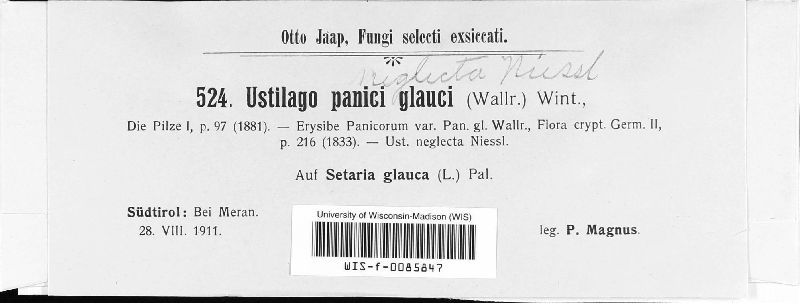 Otto Jaap, Fungi selecti exsiccati.
neglecta Niessl
524. Ustilago panici glauci (Wallr.) Wint.,
Die Pilze I, p. 97 (1881). — Erysibe Panicorum var. Pan. gl. Wallr., Flora crypt. Germ. II,
p. 216 (1833). — Ust. neglecta Niessl.
Auf Setaria glauca (L.) Pal.
Südtirol: Bei Meran.
28. VIII. 1911.
leg. P. Magnus.
University of Wisconsin-Madison (WIS)
WIS-f-0085847